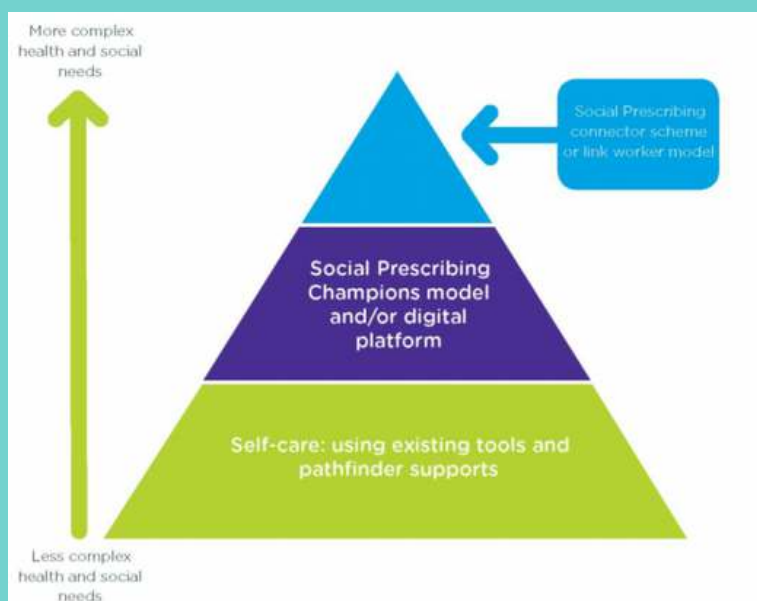 More complex
health and social
needs
Social Prescribing
connector scheme
or link worker model
Social Prescribing
Champions model
and/or digital
platform
Self-care: using existing tools and
pathfinder supports
Less complex
health and social
needs